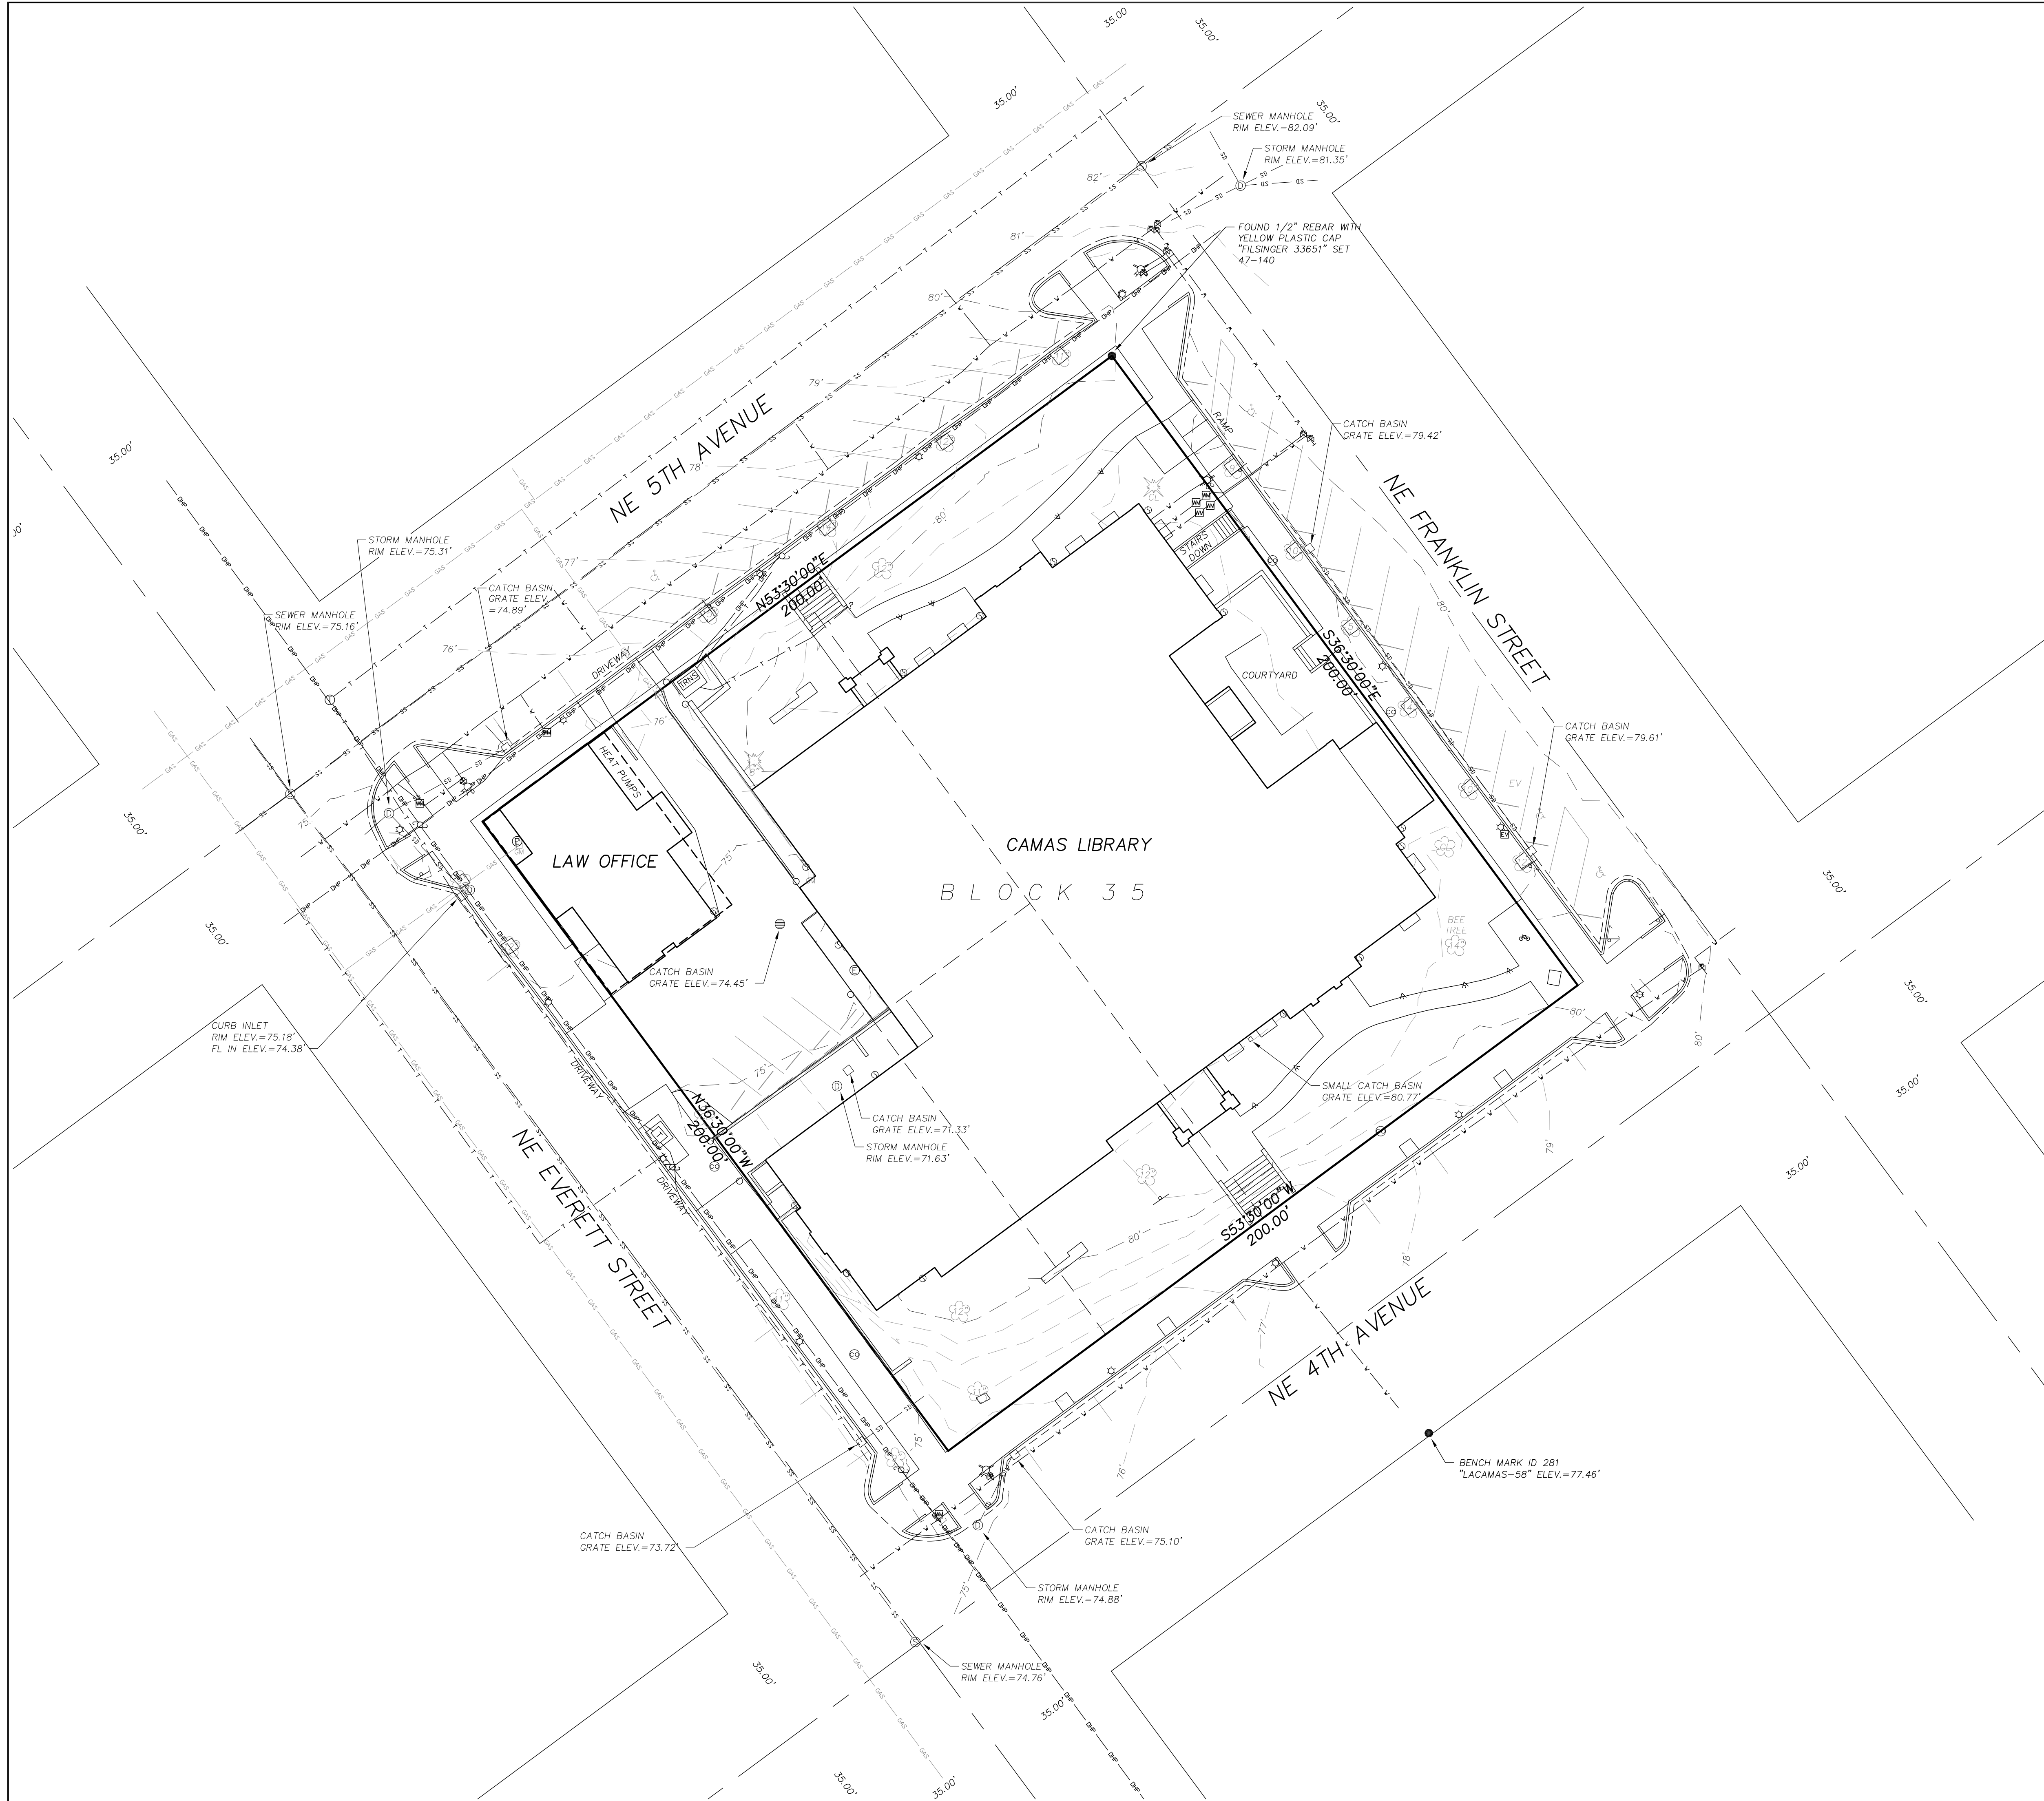 35.00'
35.00'
35.00'
35.00'
SEWER MANHOLE
RIM ELEV.=82.09'
STORM MANHOLE
RIM ELEV.=81.35'
82'
81'
80'
79'
78'
77'
76'
FOUND 1/2" REBAR WITH
YELLOW PLASTIC CAP
"FILSINGER 33651" SET
47-140
NE 5TH AVENUE
35.00'
RAMP
CATCH BASIN
GRATE ELEV.=79.42'
NE FRANKLIN STREET
STORM MANHOLE
RIM ELEV.=75.31'
CATCH BASIN
GRATE ELEV.
=74.89'
SEWER MANHOLE
RIM ELEV.=75.16'
N53°30'00"E
200.00'
80'
STAIRS
DOWN
CL
80'
S36°30'00"E
200.00'
COURTYARD
DRIVEWAY
TRNS
76'
HEAT PUMPS
CATCH BASIN
GRATE ELEV.=79.61'
EV
EV
35.00'
75'
LAW OFFICE
75'
CAMAS LIBRARY
BLOCK 35
BEE
TREE
35.00'
35.00'
35.00'
CATCH BASIN
GRATE ELEV.=74.45'
CURB INLET
RIM ELEV.=75.18'
FL IN ELEV.=74.38'
DRIVEWAY
75'
80'
80'
SMALL CATCH BASIN
GRATE ELEV.=80.77'
35.00'
CATCH BASIN
GRATE ELEV.=71.33'
STORM MANHOLE
RIM ELEV.=71.63'
N36°30'00"W
200.00'
DRIVEWAY
NE EVERETT STREET
79'
35.00'
80'
S53°30'00"W
200.00'
78'
77'
NE 4TH AVENUE
76'
75'
BENCH MARK ID 281
"LACAMAS-58" ELEV=77.46'
CATCH BASIN
GRATE ELEV.=73.72'
CATCH BASIN
GRATE ELEV.=75.10'
75'
STORM MANHOLE
RIM ELEV.=74.88'
SEWER MANHOLE
RIM ELEV.=74.76'
35.00'
35.00'
35.00'
35.00'